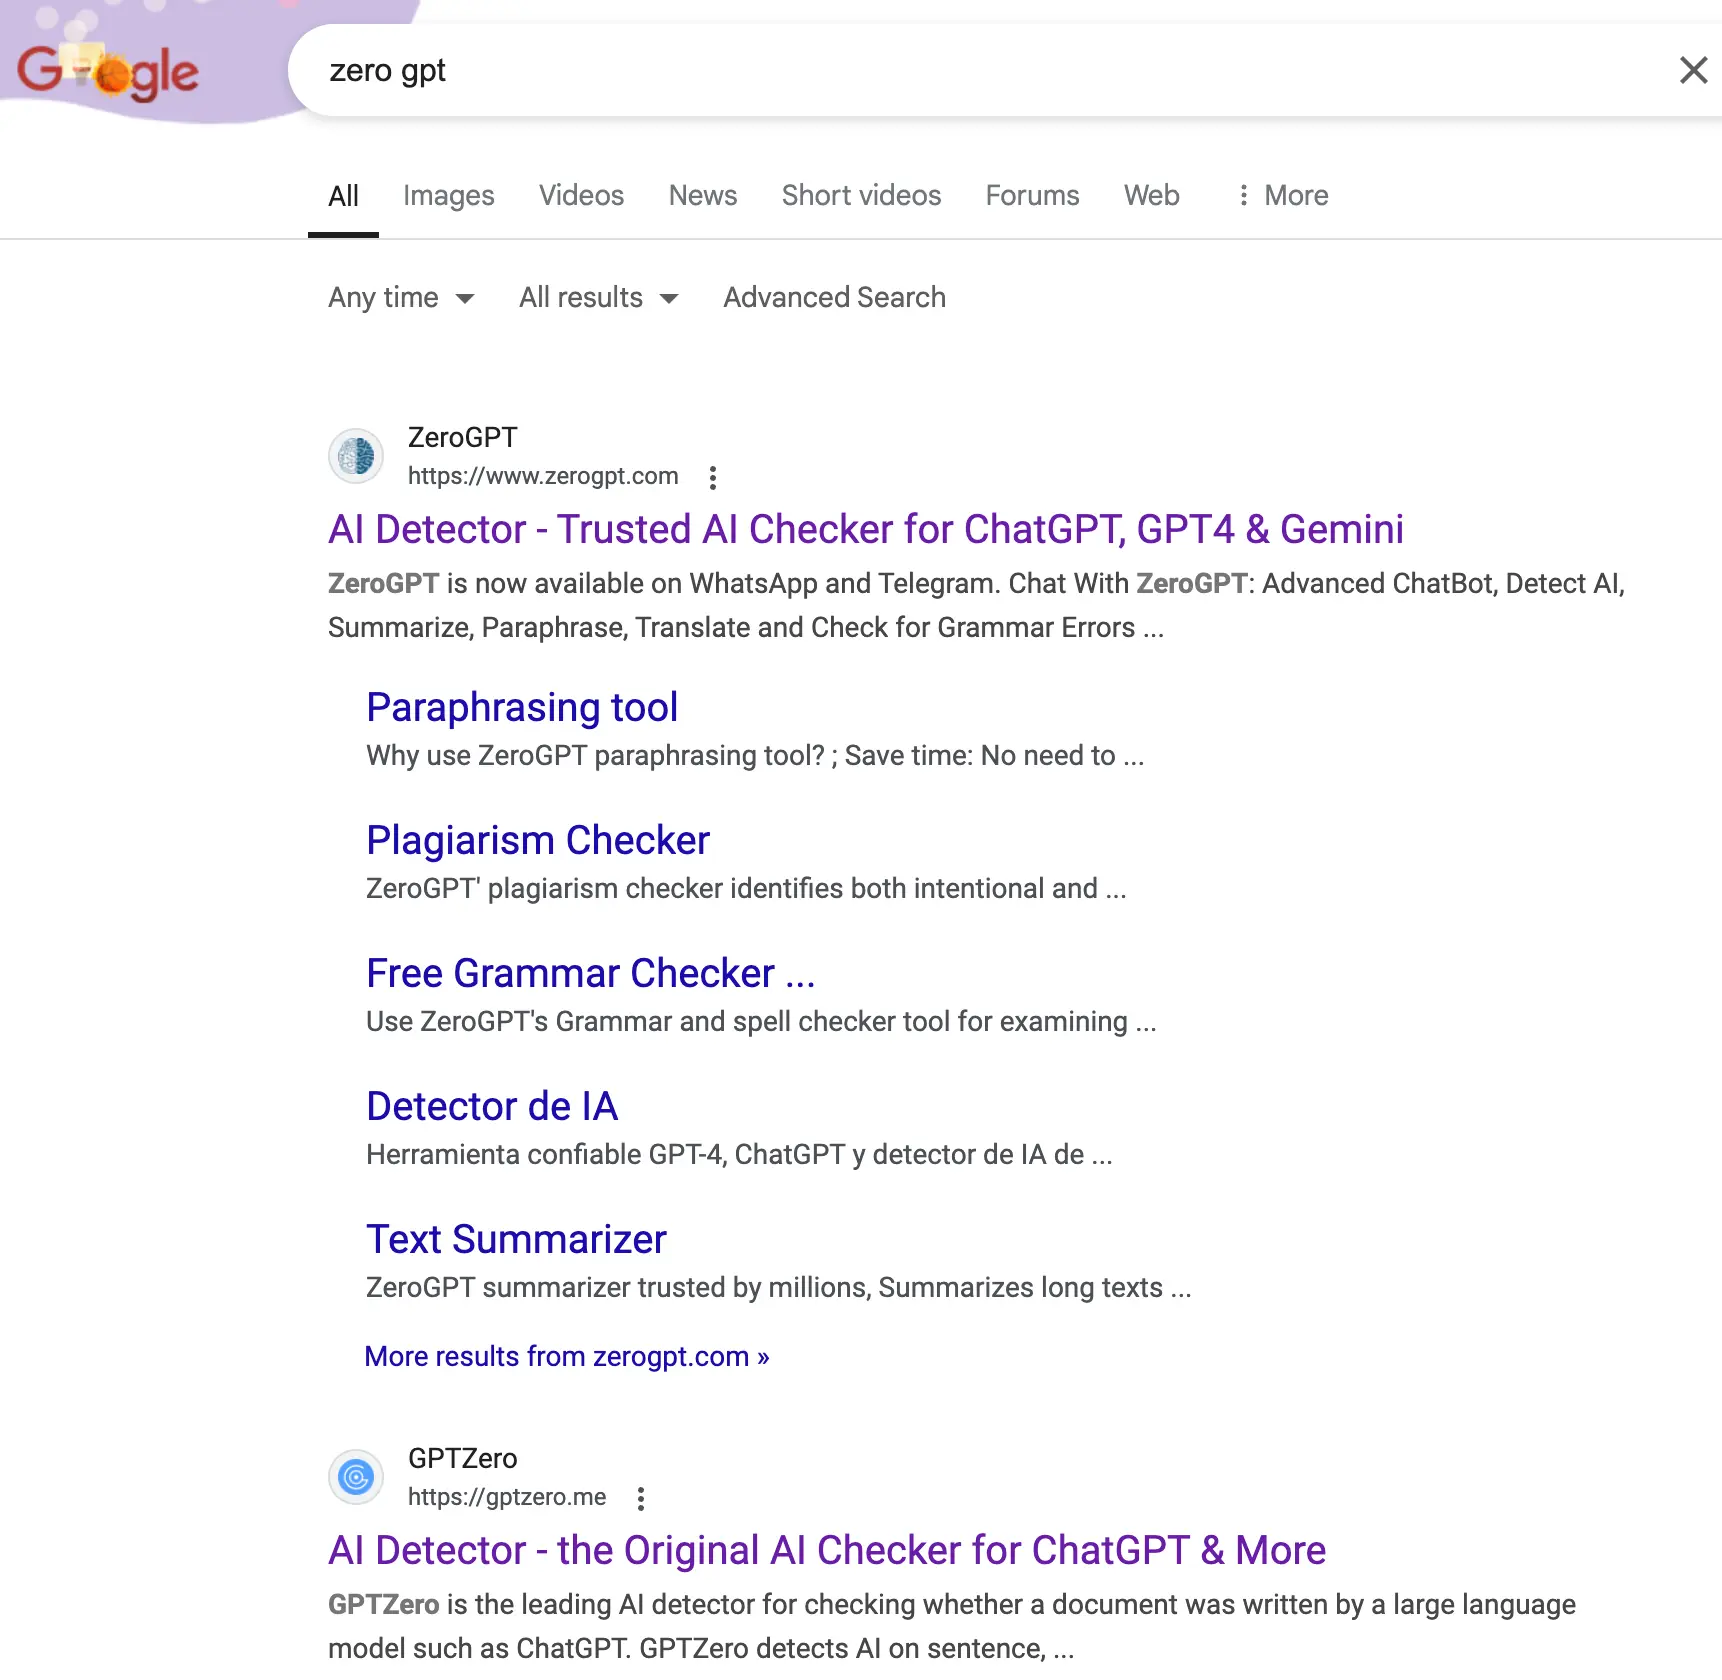 Google
zero gpt
All Images Videos News Short videos Forums Web More
Any time All results Advanced Search
ZeroGPT
https://www.zerogpt.com
AI Detector - Trusted AI Checker for ChatGPT, GPT4 & Gemini
ZeroGPT is now available on WhatsApp and Telegram. Chat With ZeroGPT: Advanced ChatBot, Detect AI,
Summarize, Paraphrase, Translate and Check for Grammar Errors ...
Paraphrasing tool
Why use ZeroGPT paraphrasing tool? ; Save time: No need to ...
Plagiarism Checker
ZeroGPT' plagiarism checker identifies both intentional and ...
Free Grammar Checker ...
Use ZeroGPT's Grammar and spell checker tool for examining ...
Detector de IA
Herramienta confiable GPT-4, ChatGPT y detector de IA de ...
Text Summarizer
ZeroGPT summarizer trusted by millions, Summarizes long texts ...
More results from zerogpt.com »
GPTZero
https://gptzero.me
AI Detector - the Original AI Checker for ChatGPT & More
GPTZero is the leading AI detector for checking whether a document was written by a large language
model such as ChatGPT. GPTZero detects AI on sentence, ...